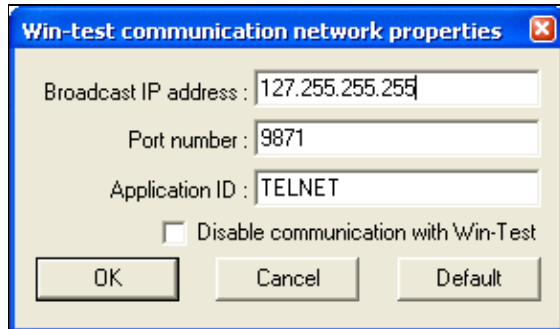 Win-test communication network properties
Broadcast IP address : 127.255.255.255
Port number : 9871
Application ID : TELNET
Disable communication with Win-Test
OK Cancel Default